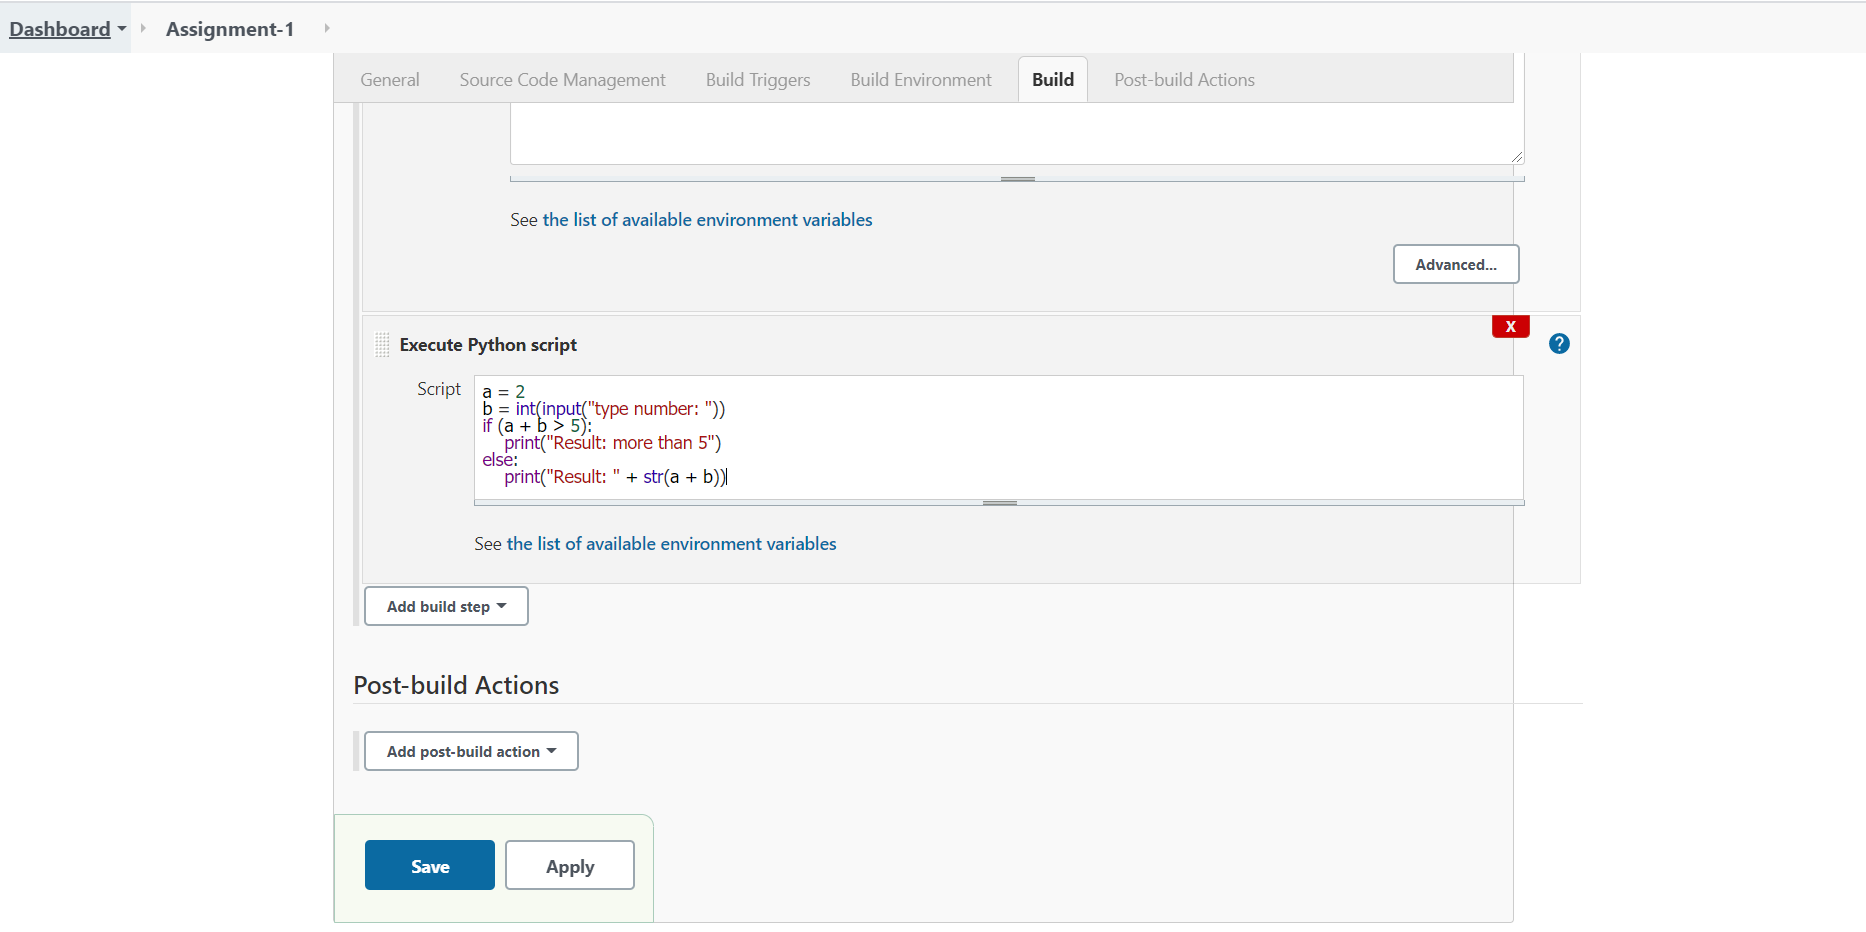 Dashboard Assignment-1
General Source Code Management Build Triggers Build Environment Build Post-build Actions
See the list of available environment variables
Advanced...
X
Execute Python script
?
Script
a = 2
b = int(input("type number: "))
if (a + b > 5):
    print("Result: more than 5")
else:
    print("Result: " + str(a + b))
See the list of available environment variables
Add build step
Post-build Actions
Add post-build action
Save Apply